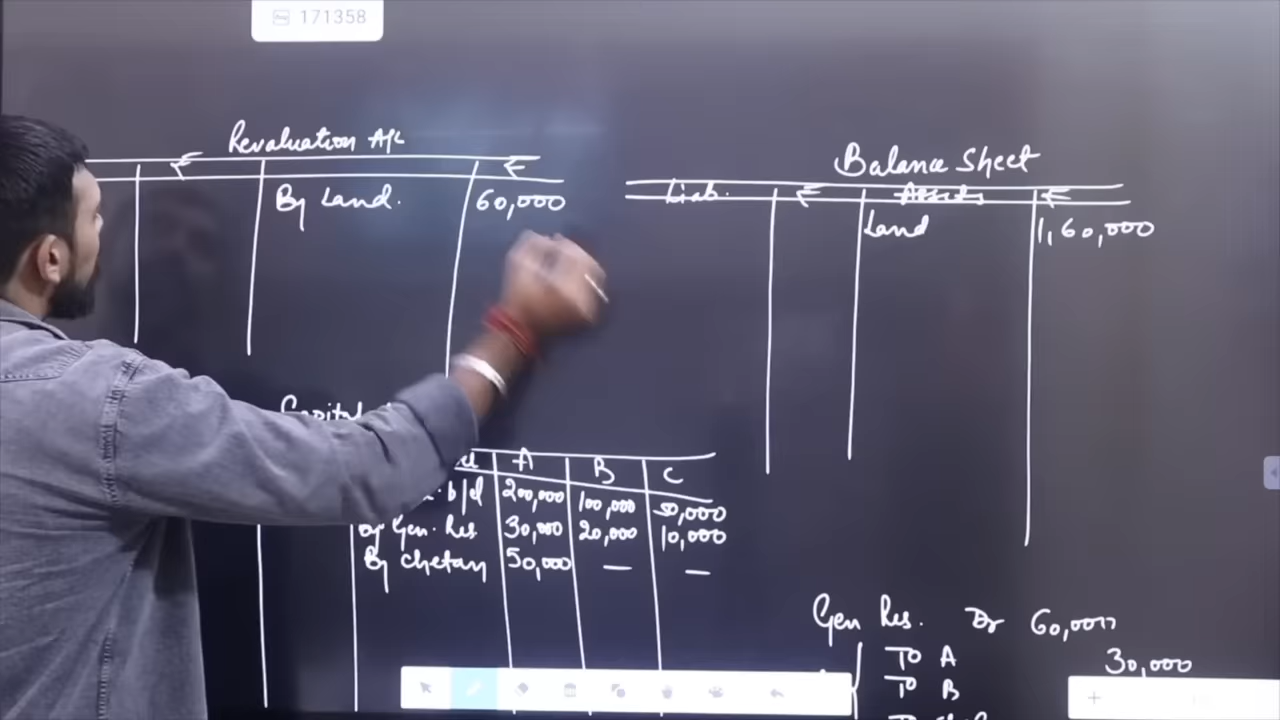 171358
Revaluation A/c
By Land. 60,000
Balance Sheet
Liab. Assets
Land 1,60,000
Capital
A B C
b/d 200,000 100,000 50,000
By Gen. Res 30,000 20,000 10,000
By Chetan 50,000 — —
Gen Res. Dr 60,000
To A 30,000
To B